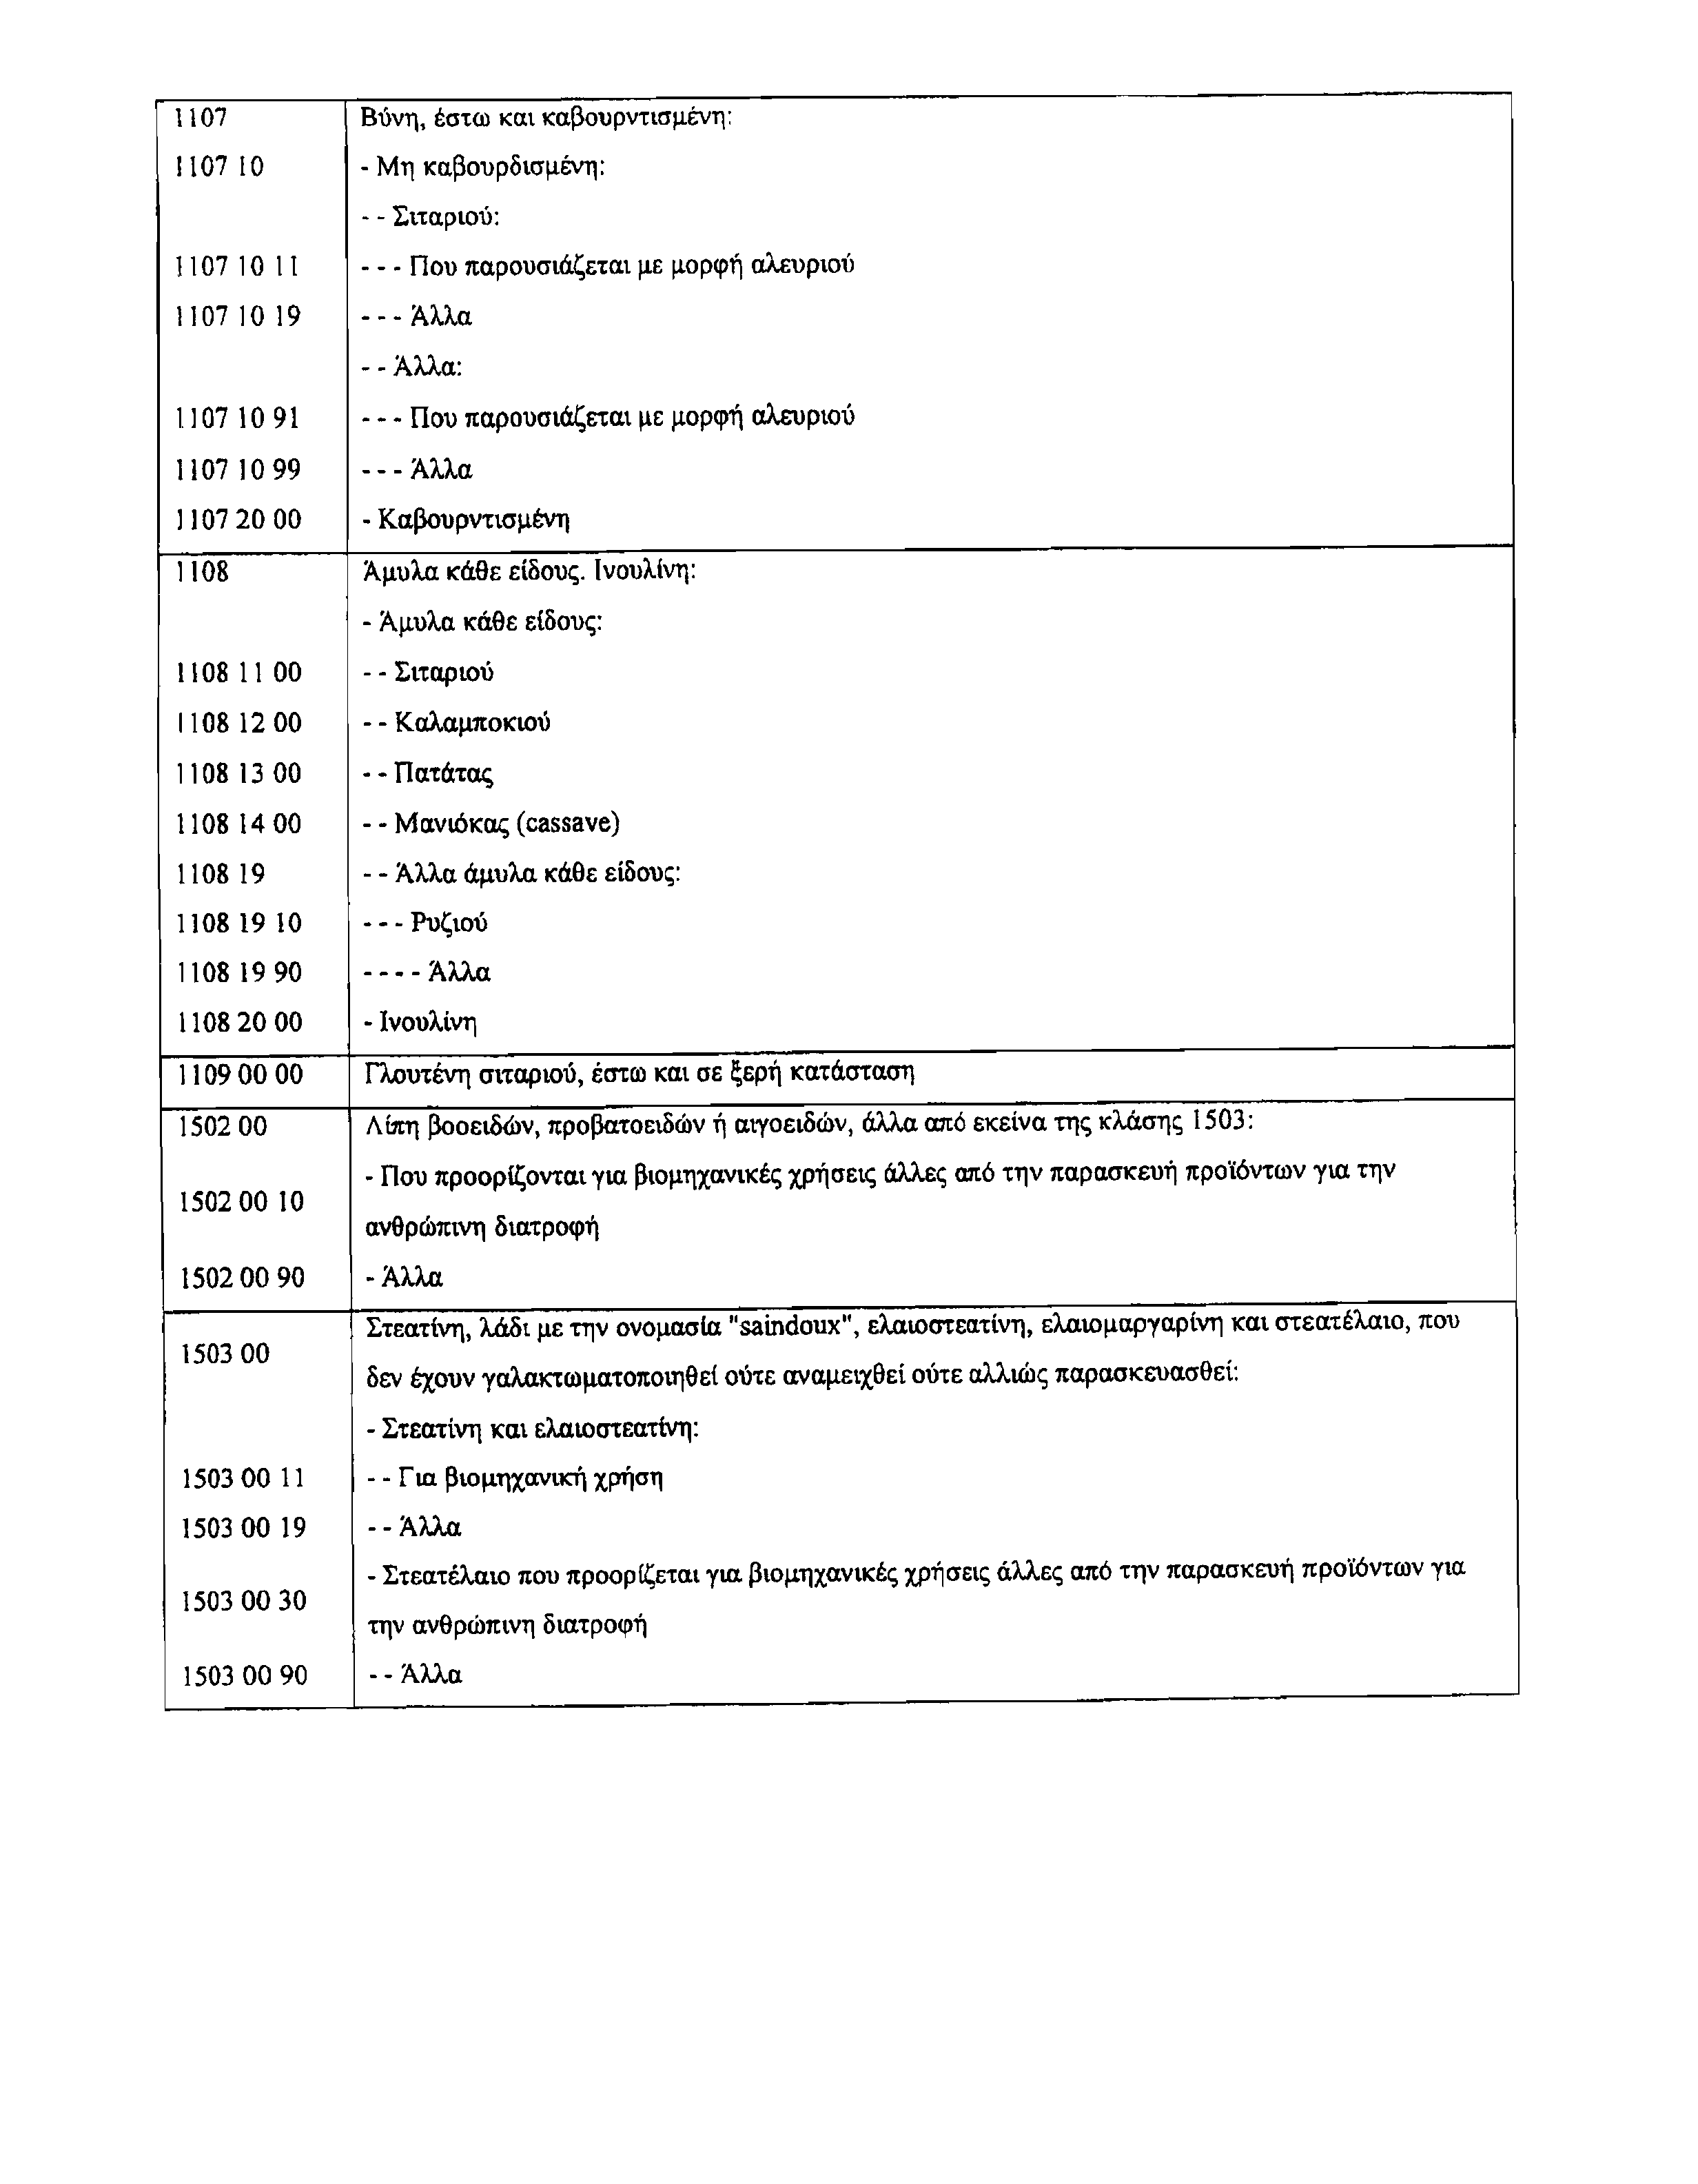 1107 Βύνη, έστω και καβουρντισμένη:
1107 10 - Μη καβουρδισμένη:
- - Σιταριού:
1107 10 11 - - - Που παρουσιάζεται με μορφή αλευριού
1107 10 19 - - - Άλλα
- - Άλλα:
1107 10 91 - - - Που παρουσιάζεται με μορφή αλευριού
1107 10 99 - - - Άλλα
1107 20 00 - Καβουρντισμένη
1108 Άμυλα κάθε είδους. Ινουλίνη:
- Άμυλα κάθε είδους:
1108 11 00 - - Σιταριού
1108 12 00 - - Καλαμποκιού
1108 13 00 - - Πατάτας
1108 14 00 - - Μανιόκας (cassave)
1108 19 - - Άλλα άμυλα κάθε είδους:
1108 19 10 - - - Ρυζιού
1108 19 90 - - - - Άλλα
1108 20 00 - Ινουλίνη
1109 00 00 Γλουτένη σιταριού, έστω και σε ξερή κατάσταση
1502 00 Λίπη βοοειδών, προβατοειδών ή αιγοειδών, άλλα από εκείνα της κλάσης 1503:
- Που προορίζονται για βιομηχανικές χρήσεις άλλες από την παρασκευή προϊόντων για την
1502 00 10
ανθρώπινη διατροφή
1502 00 90 - Άλλα
Στεατίνη, λάδι με την ονομασία "saindoux", ελαιοστεατίνη, ελαιομαργαρίνη και στεατέλαιο, που
1503 00
δεν έχουν γαλακτωματοποιηθεί ούτε αναμειχθεί ούτε αλλιώς παρασκευασθεί:
- Στεατίνη και ελαιοστεατίνη:
1503 00 11 - - Για βιομηχανική χρήση
1503 00 19 - - Άλλα
- Στεατέλαιο που προορίζεται για βιομηχανικές χρήσεις άλλες από την παρασκευή προϊόντων για
1503 00 30
την ανθρώπινη διατροφή
1503 00 90 - - Άλλα